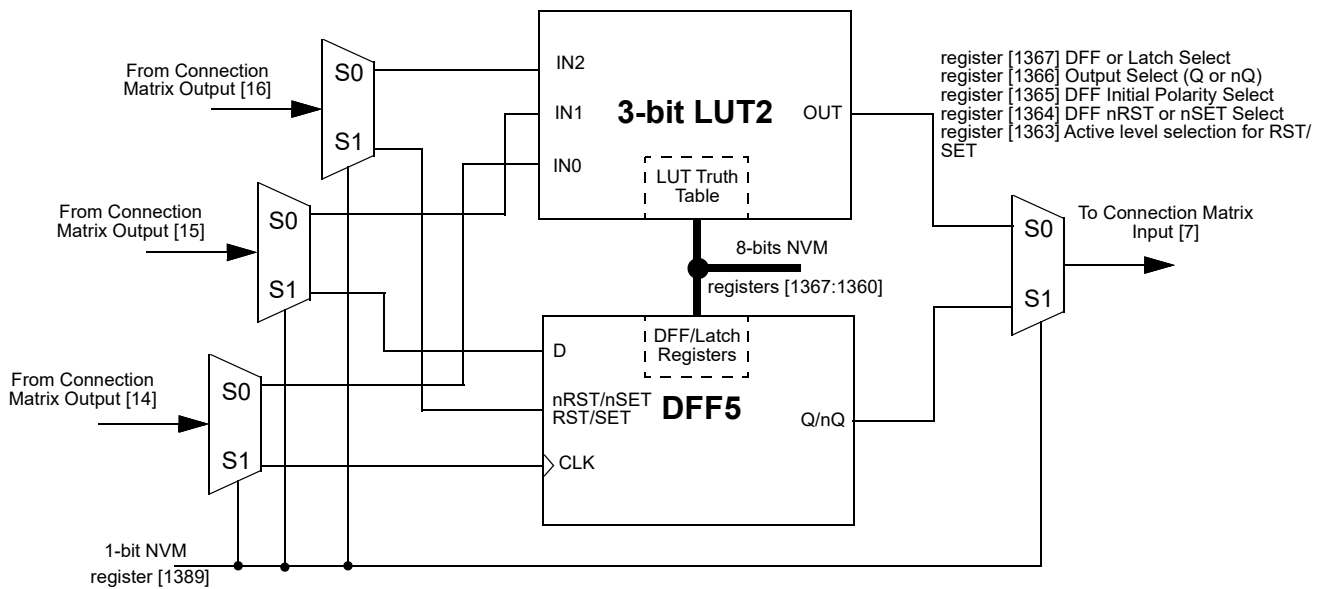 From Connection
Matrix Output [16]
S0
S1
From Connection
Matrix Output [15]
S0
S1
From Connection
Matrix Output [14]
S0
S1
1-bit NVM
register [1389]
IN2
IN1
IN0
3-bit LUT2
OUT
LUT Truth
Table
8-bits NVM
registers [1367:1360]
DFF/Latch
Registers
D
nRST/nSET
RST/SET
DFF5
Q/nQ
CLK
register [1367] DFF or Latch Select
register [1366] Output Select (Q or nQ)
register [1365] DFF Initial Polarity Select
register [1364] DFF nRST or nSET Select
register [1363] Active level selection for RST/
SET
S0
S1
To Connection Matrix
Input [7]